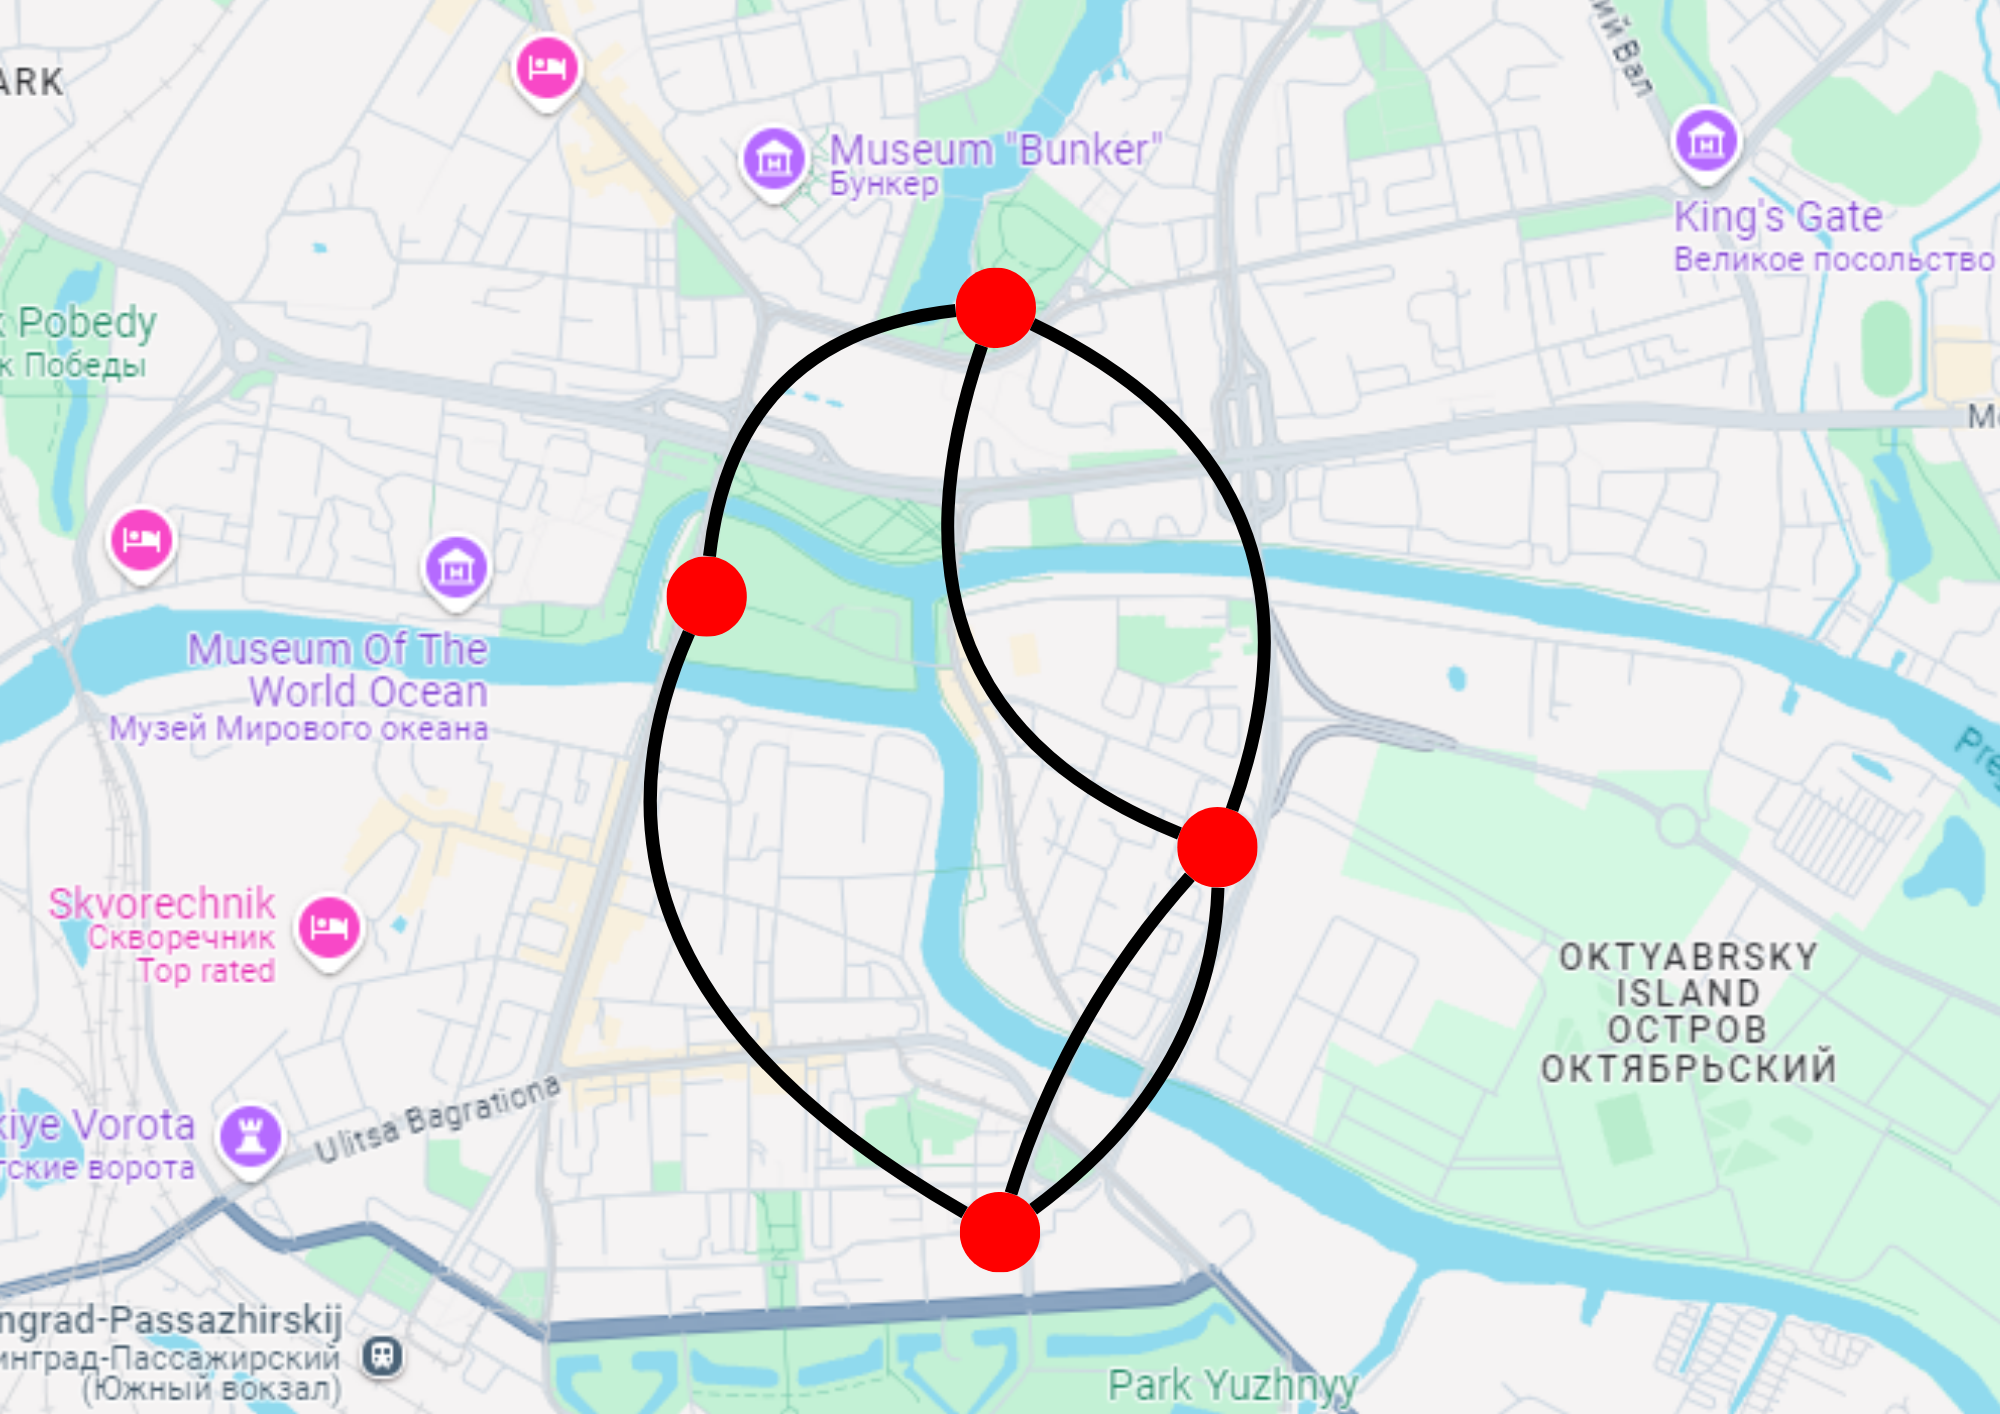 ARK
ий Вал
Museum "Bunker"
Бункер
King's Gate
Великое посольство
k Pobedy
к Победы
Museum Of The
World Ocean
Музей Мирового океана
Skvorechnik
Скворечник
Top rated
OKTYABRSKY
ISLAND
ОСТРОВ
ОКТЯБРЬСКИЙ
Ulitsa Bagrationa
kiye Vorota
тские ворота
ngrad-Passazhirskij
инград-Пассажирский
(Южный вокзал)
Park Yuzhnyy